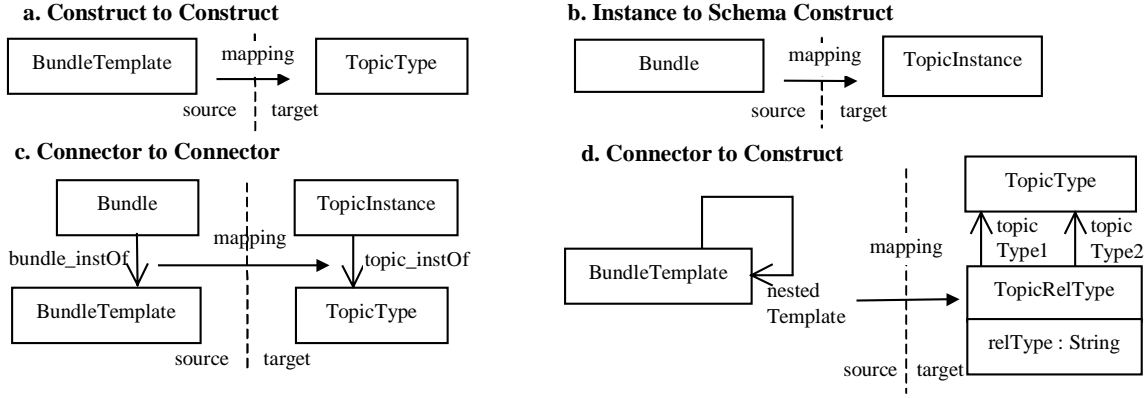 a. Construct to Construct
BundleTemplate
mapping
TopicType
source
target
b. Instance to Schema Construct
Bundle
mapping
TopicInstance
source
target
c. Connector to Connector
Bundle
TopicInstance
mapping
bundle_instOf
topic_instOf
BundleTemplate
TopicType
source
target
d. Connector to Construct
TopicType
mapping
topic
Type1
topic
Type2
BundleTemplate
nested
Template
TopicRelType
relType : String
source
target